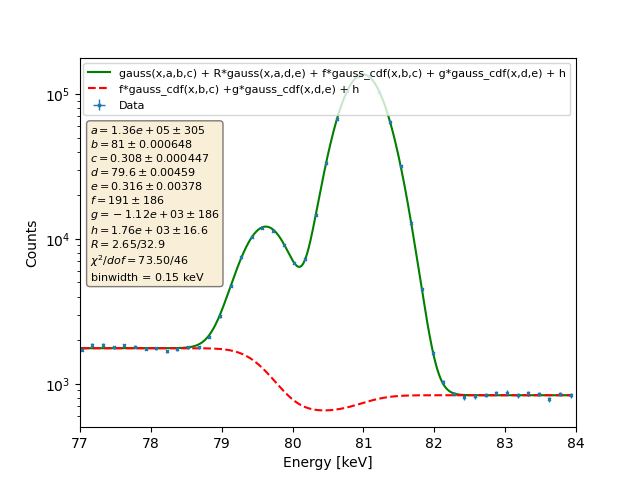 gauss(x,a,b,c) + R*gauss(x,a,d,e) + f*gauss_cdf(x,b,c) + g*gauss_cdf(x,d,e) + h
f*gauss_cdf(x,b,c) +g*gauss_cdf(x,d,e) + h
Data
a = 1.36e + 05 ± 305
b = 81 ± 0.000648
c = 0.308 ± 0.000447
d = 79.6 ± 0.00459
e = 0.316 ± 0.00378
f = 191 ± 186
g = − 1.12e + 03 ± 186
h = 1.76e + 03 ± 16.6
R = 2.65/32.9
χ²/dof = 73.50/46
binwidth = 0.15 keV
10⁵
10⁴
10³
Counts
77 78 79 80 81 82 83 84
Energy [keV]